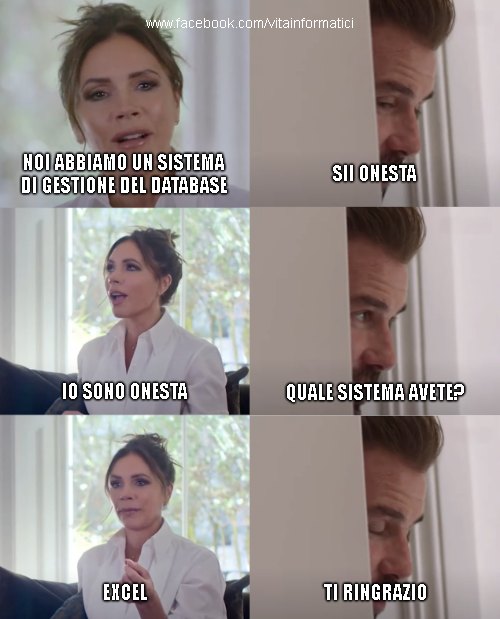 www.facebook.com/vitainformatici
NOI ABBIAMO UN SISTEMA
DI GESTIONE DEL DATABASE
SII ONESTA
IO SONO ONESTA
QUALE SISTEMA AVETE?
EXCEL
TI RINGRAZIO